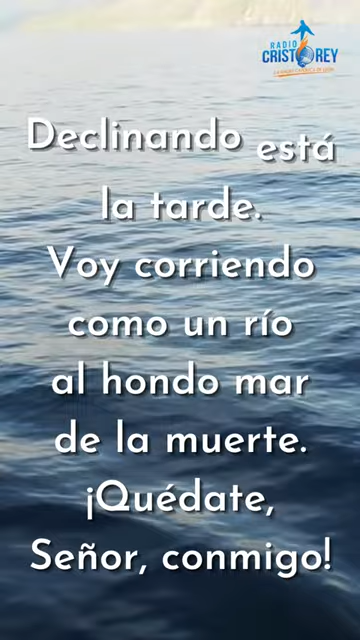 RADIO
CRISTO REY
Declinando está
la tarde.
Voy corriendo
como un río
al hondo mar
de la muerte.
¡Quédate,
Señor, conmigo!